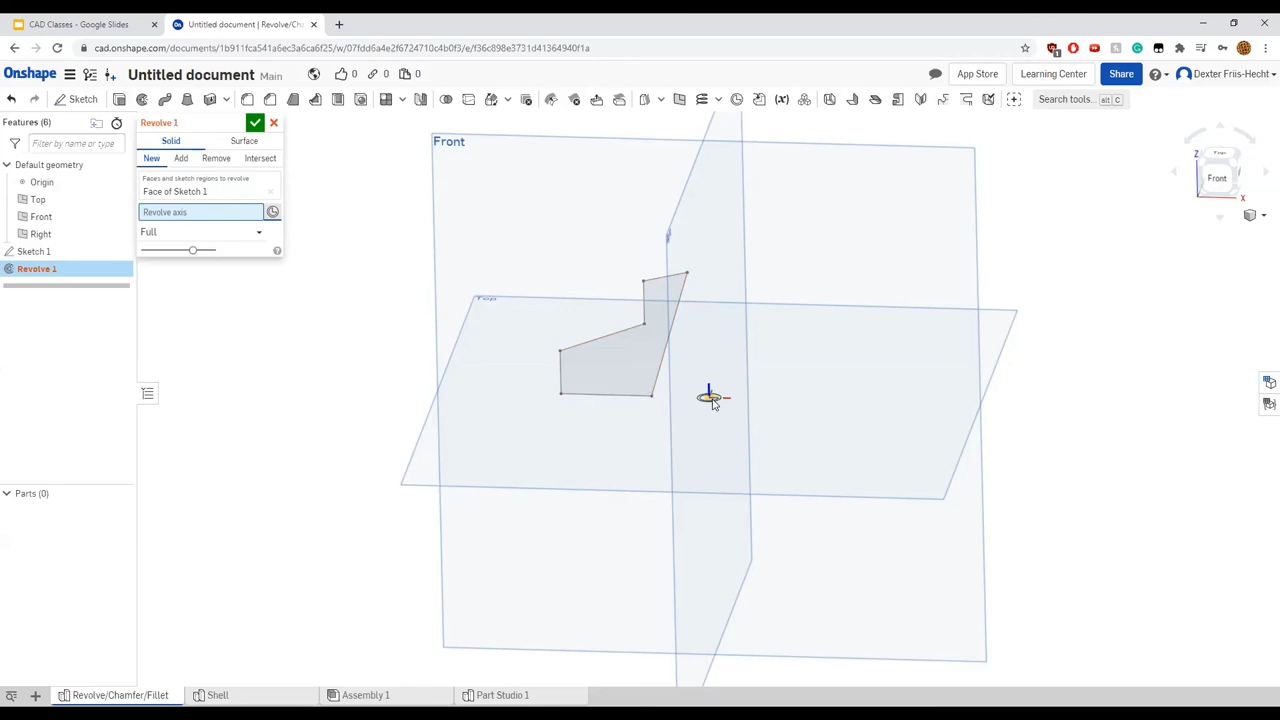 CAD Classes - Google Slides
Untitled document | Revolve/Cha
cad.onshape.com/documents/1b911fca541a6ec3a6ca6f25/w/07fdd6a4e2f6724710c4b0f3/e/f36c898e3731d41364940f1a
Onshape
Untitled document Main
0 0 0
App Store
Learning Center
Share
Dexter Friis-Hecht
Sketch
Search tools... alt C
Features (6)
Filter by name or type
Default geometry
Origin
Top
Front
Right
Sketch 1
Revolve 1
Parts (0)
Revolve 1
Solid Surface
New Add Remove Intersect
Faces and sketch regions to revolve
Face of Sketch 1
Revolve axis
Full
Front
Top
Top
Z Front
X
Revolve/Chamfer/Fillet Shell Assembly 1 Part Studio 1